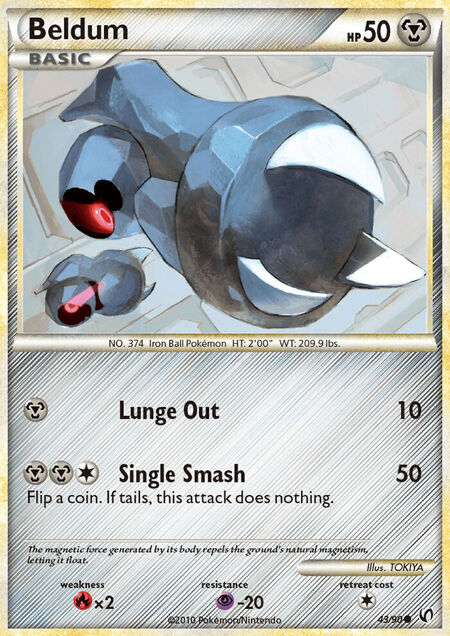 Beldum
HP 50
BASIC
NO. 374 Iron Ball Pokémon HT: 2'00" WT: 209.9 lbs.
Lunge Out 10
Single Smash 50
Flip a coin. If tails, this attack does nothing.
The magnetic force generated by its body repels the ground's natural magnetism,
letting it float.
Illus. TOKIYA
weakness resistance retreat cost
×2 -20
©2010 Pokémon/Nintendo 43/90